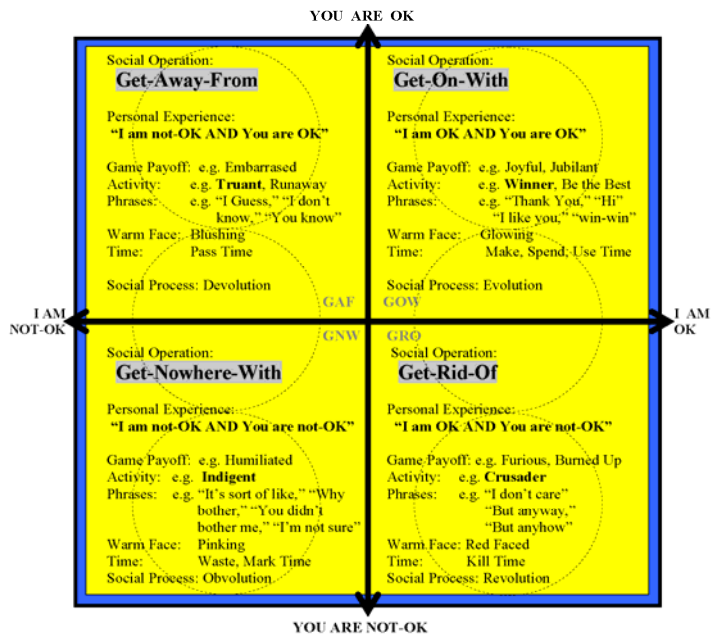 YOU ARE OK
Social Operation:
Get-Away-From
Personal Experience:
“I am not-OK AND You are OK”
Game Payoff: e.g. Embarrased
Activity: e.g. Truant, Runaway
Phrases: e.g. “I Guess,” “I don’t
know,” “You know”
Warm Face: Blushing
Time: Pass Time
Social Process: Devolution
GAF
Social Operation:
Get-On-With
Personal Experience:
“I am OK AND You are OK”
Game Payoff: e.g. Joyful, Jubilant
Activity: e.g. Winner, Be the Best
Phrases: e.g. “Thank You,” “Hi”
“I like you,” “win-win”
Warm Face: Glowing
Time: Make, Spend, Use Time
Social Process: Evolution
GOW
I AM
NOT-OK
I AM
OK
GNW
Social Operation:
Get-Nowhere-With
Personal Experience:
“I am not-OK AND You are not-OK”
Game Payoff: e.g. Humiliated
Activity: e.g. Indigent
Phrases: e.g. “It’s sort of like,” “Why
bother,” “You didn’t
bother me,” “I’m not sure”
Warm Face: Pinking
Time: Waste, Mark Time
Social Process: Obvolution
GRO
Social Operation:
Get-Rid-Of
Personal Experience:
“I am OK AND You are not-OK”
Game Payoff: e.g. Furious, Burned Up
Activity: e.g. Crusader
Phrases: e.g. “I don’t care”
“But anyway,”
“But anyhow”
Warm Face: Red Faced
Time: Kill Time
Social Process: Revolution
YOU ARE NOT-OK